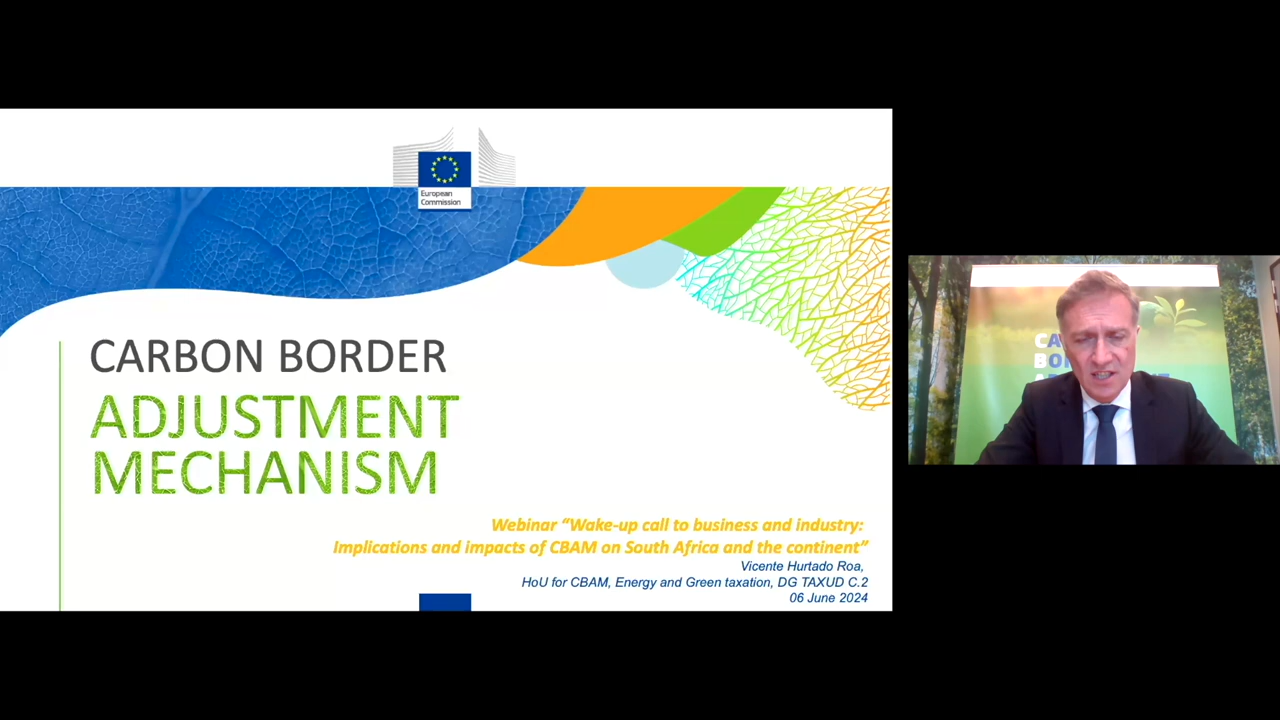 European
Commission
CARBON BORDER
ADJUSTMENT
MECHANISM
Webinar “Wake-up call to business and industry:
Implications and impacts of CBAM on South Africa and the continent”
Vicente Hurtado Roa,
HoU for CBAM, Energy and Green taxation, DG TAXUD C.2
06 June 2024